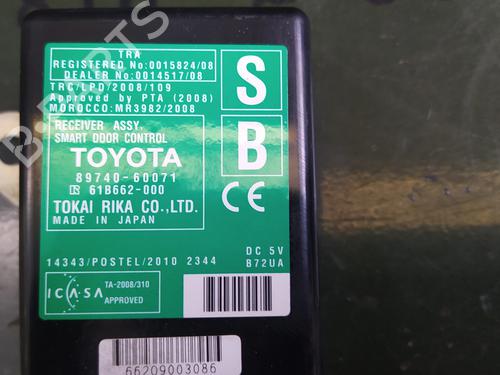 TRA
REGISTERED No:0015824/08
DEALER No:0014517/08
TRC/LPD/2008/109
Approved by PTA (2008)
MOROCCO:MR3982/2008
S
RECEIVER ASSY,
SMART ODOR CONTROL
B
TOYOTA
89740-60071
61B662-000
TOKAI RIKA CO.,LTD.
MADE IN JAPAN
CE
14343/POSTEL/2010 2344
DC 5V
B72UA
ICASA
TA-2008/310
APPROVED
66209003086
B-PARTS